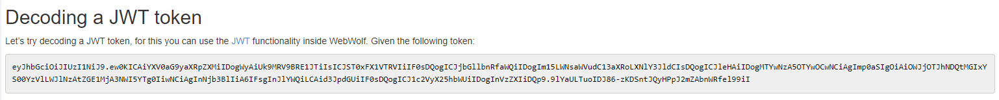 Decoding a JWT token
Let's try decoding a JWT token, for this you can use the JWT functionality inside WebWolf. Given the following token:
eyJhbGciOiJIUzI1NiJ9.ew0KICAiYXV0aG9yaXRpZXMiIDogWyAiUk9MRV9BRE1JTiIsICJST0xFX1VTRVIiIF0sDQogICJjbGllbnRfaWQiIDogIm15LWNsaWVudC13aXRoLXNlY3JldCIsDQogICJleHAiIDogMTYwNzA5OTYwOCwNCiAgImp0aSIgOiAiOWJjOTJhNDQtMGIxY
S00YzVlLWJlNzAtZGE1MjA3NWI5YTg0IiwNCiAgInNjb3BlIiA6IFsgInJlYWQiLCAid3JpdGUiIF0sDQogICJ1c2VyX25hbWUiIDogInVzZXIiDQp9.9lYaULTuoIDJ86-zKDSntJQyHPpJ2mZAbnWRfel99iI